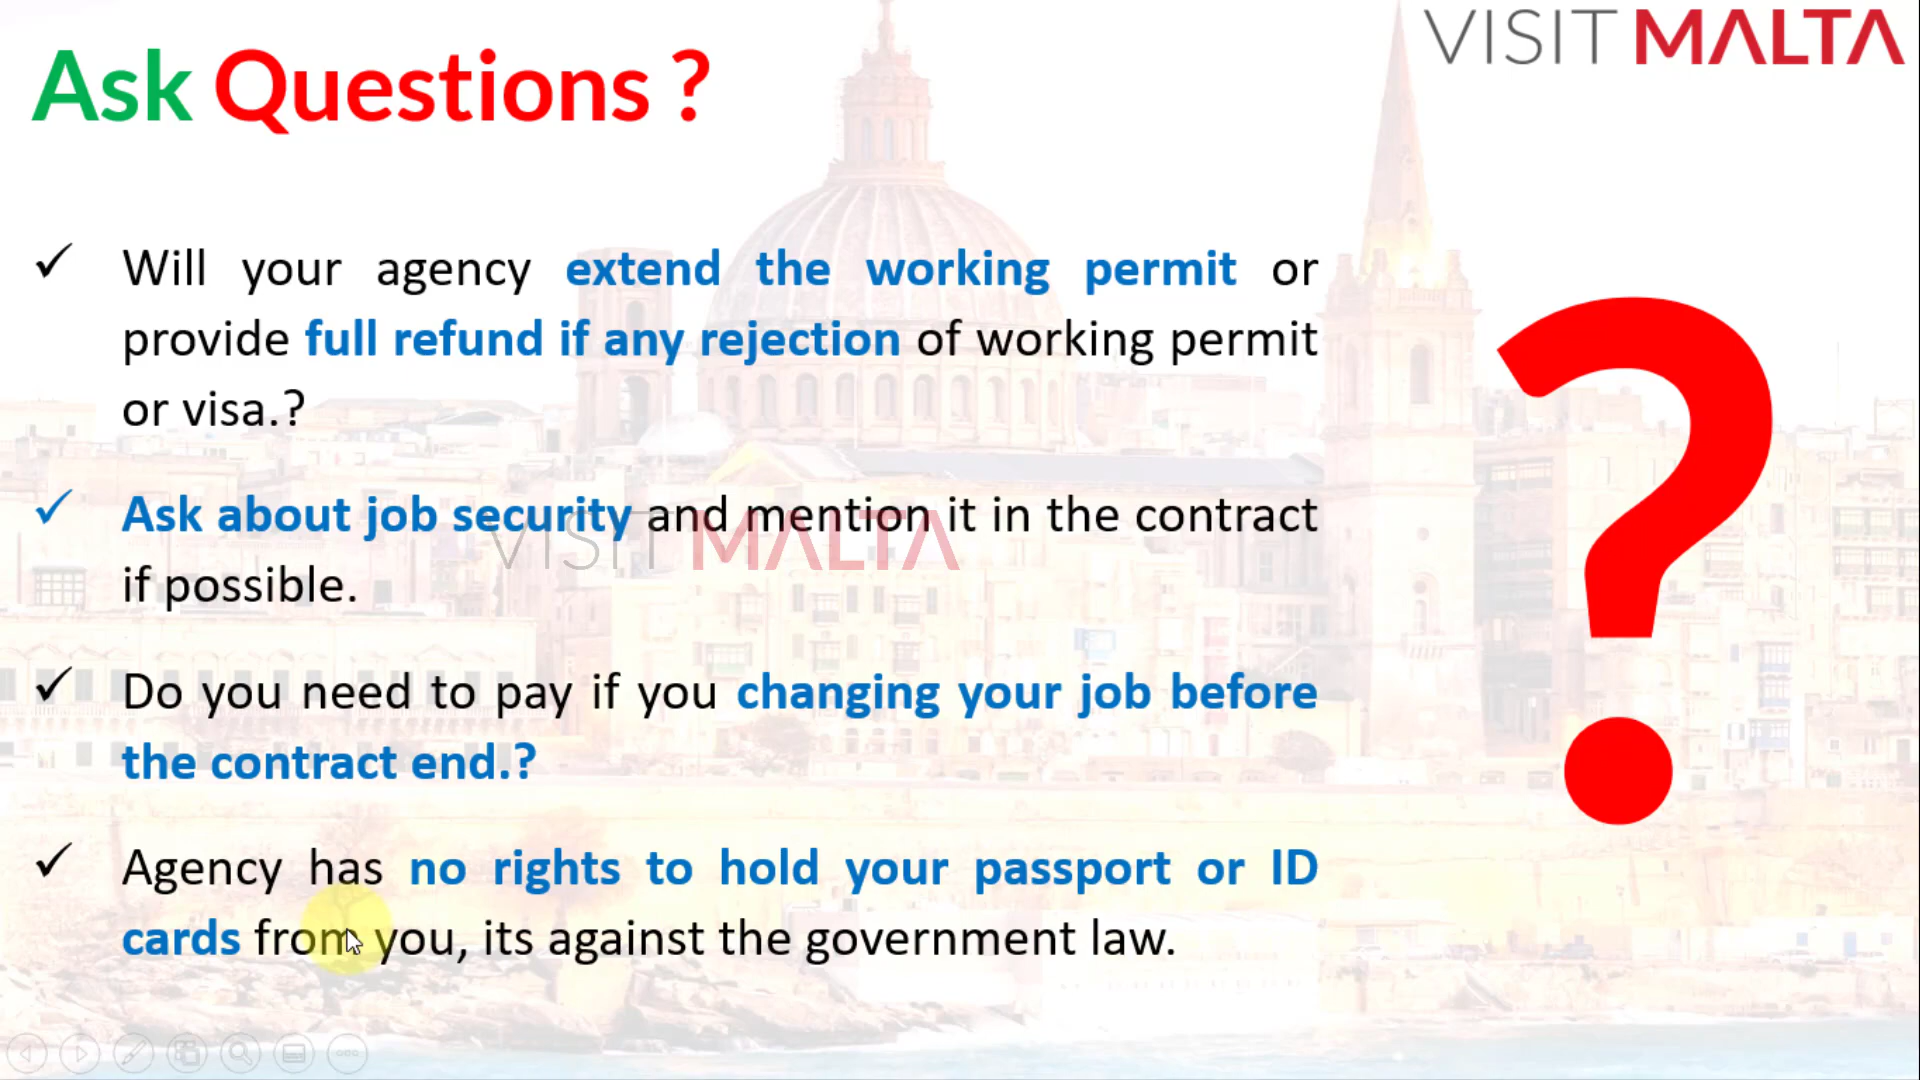 VISIT MALTA
Ask Questions ?
Will your agency extend the working permit or
provide full refund if any rejection of working permit
or visa.?
Ask about job security and mention it in the contract
if possible.
VISIT MALTA
Do you need to pay if you changing your job before
the contract end.?
Agency has no rights to hold your passport or ID
cards from you, its against the government law.
?